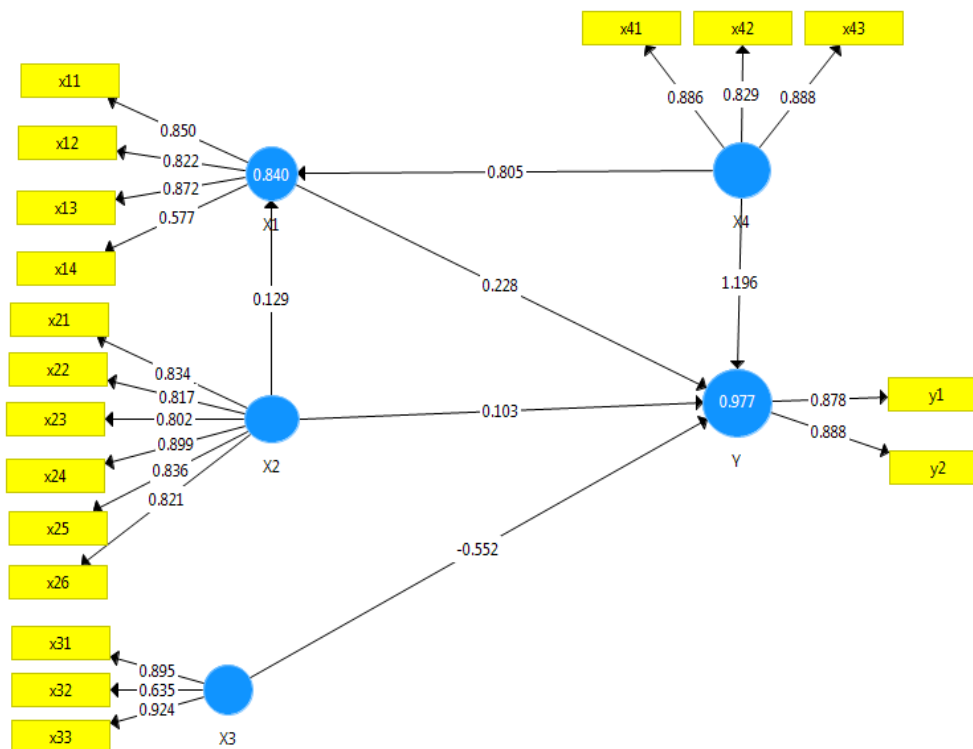 x41
x42
x43
x11
0.886
0.829
0.888
0.850
x12
0.822
0.840
0.805
0.872
x13
X1
X4
0.577
x14
0.129
0.228
1.196
x21
0.834
x22
0.817
x23
0.802
0.103
0.977
0.878
y1
0.899
0.888
x24
0.836
X2
Y
y2
0.821
x25
-0.552
x26
x31
0.895
x32
0.635
0.924
x33
X3